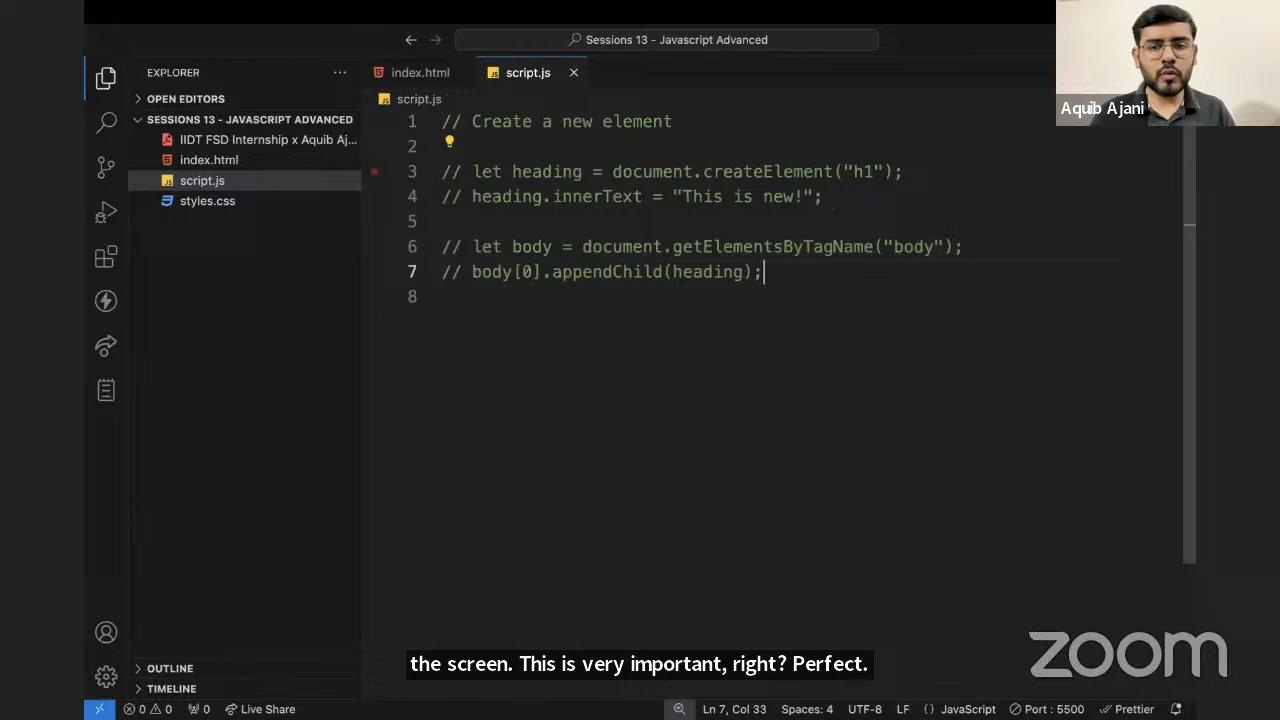 Sessions 13 - Javascript Advanced
Aquib Ajani
EXPLORER
index.html
script.js
OPEN EDITORS
script.js
SESSIONS 13 - JAVASCRIPT ADVANCED
IIDT FSD Internship x Aquib Aj...
index.html
script.js
styles.css
1 // Create a new element
2
3 // let heading = document.createElement("h1");
4 // heading.innerText = "This is new!";
5
6 // let body = document.getElementsByTagName("body");
7 // body[0].appendChild(heading);
8
the screen. This is very important, right? Perfect.
zoom
OUTLINE
TIMELINE
0 0 0 Live Share Ln 7, Col 33 Spaces: 4 UTF-8 LF {} JavaScript Port : 5500 Prettier